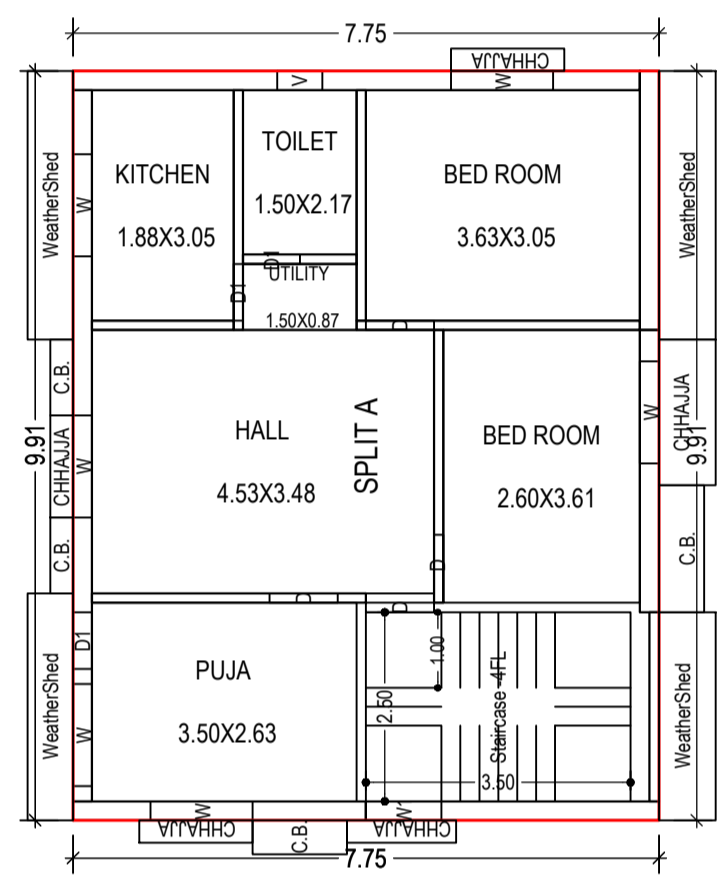 7.75
CHHAJJA
V
W
WeatherShed
WeatherShed
TOILET
1.50X2.17
KITCHEN
1.88X3.05
BED ROOM
3.63X3.05
W
D1
UTILITY
D1
1.50X0.87
D
C.B.
CHHAJJA
9.91
W
C.B.
HALL
4.53X3.48
SPLIT A
BED ROOM
2.60X3.61
W
CHHAJJA
9.91
C.B.
D
D
D
D1
WeatherShed
W
PUJA
3.50X2.63
1.00
2.50
Staircase -4FL
3.50
WeatherShed
W
W1
CHHAJJA
C.B.
CHHAJJA
7.75